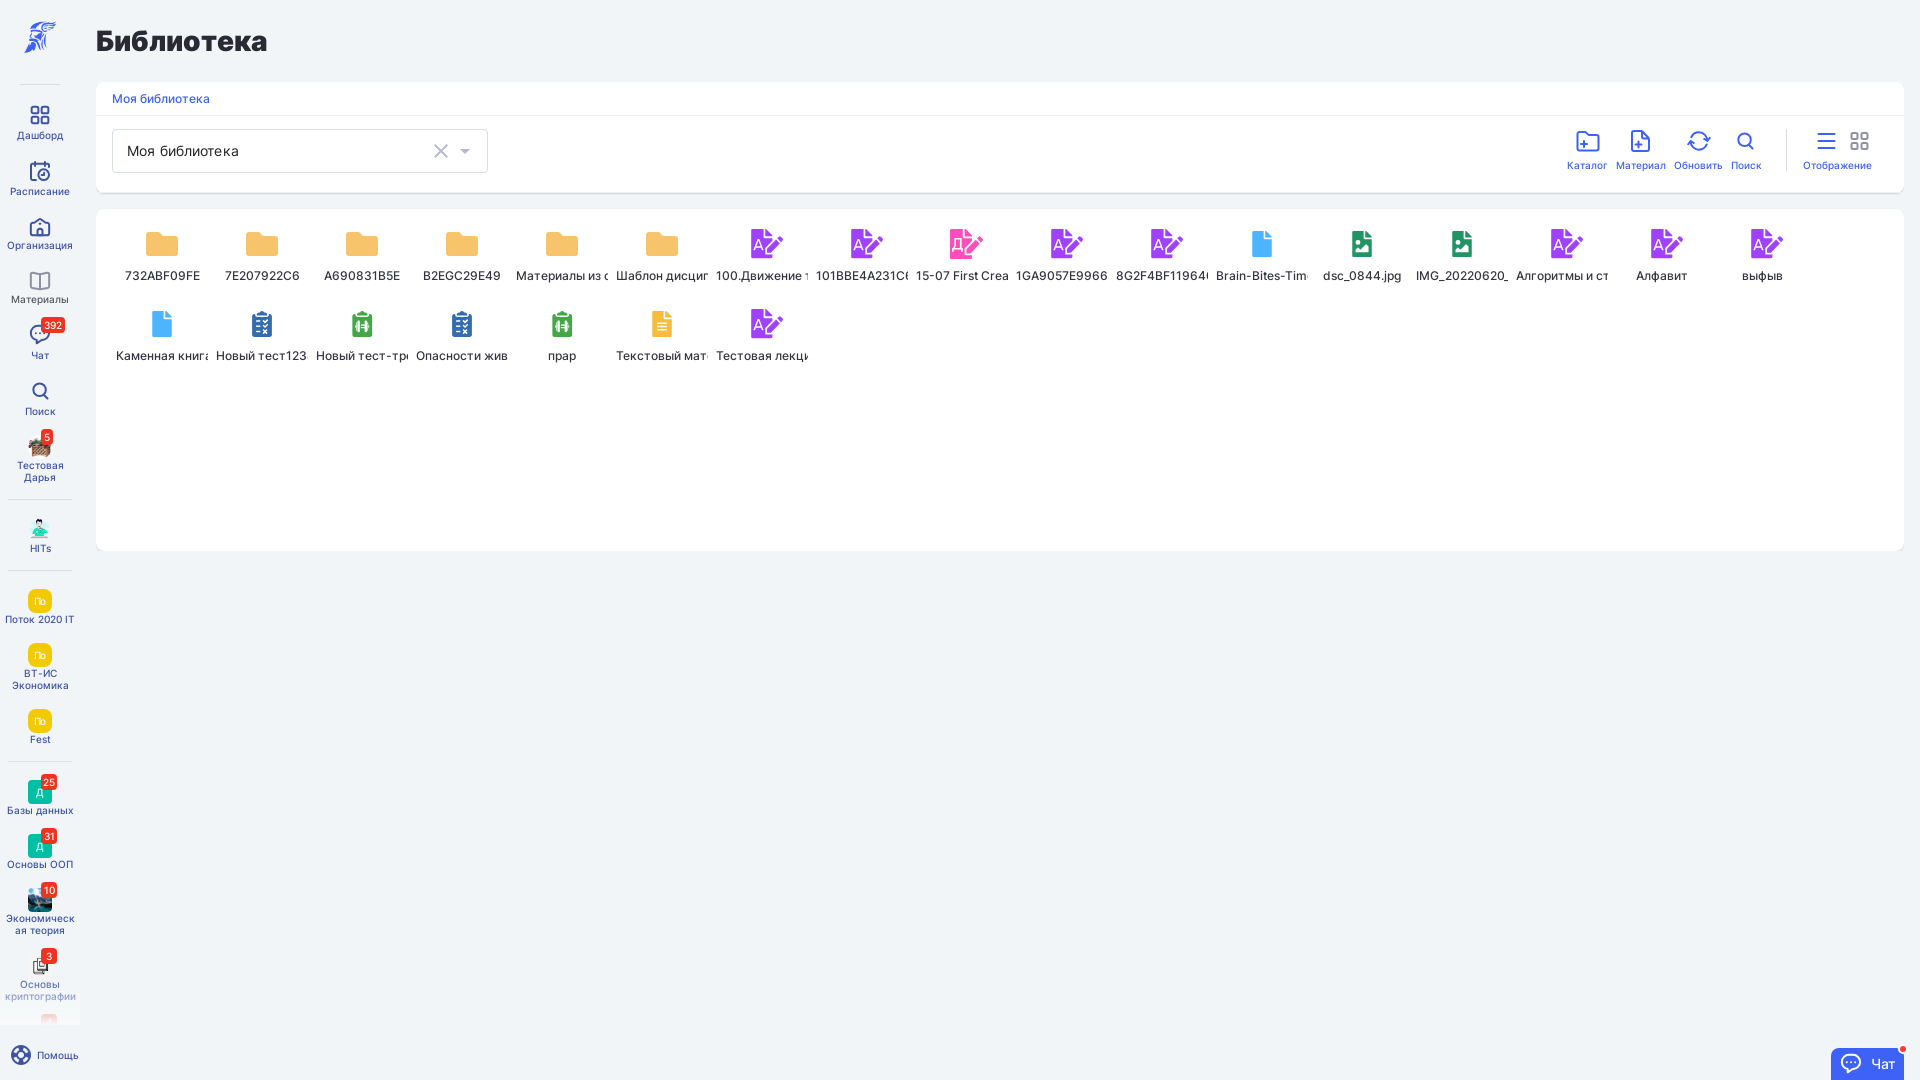 Библиотека
Моя библиотека
Моя библиотека
Каталог
Материал
Обновить
Поиск
Отображение
732ABF09FE
7E207922C6
A690831B5E
B2EGC29E49
Материалы из с
Шаблон дисцип
100.Движение т
101BBE4A231C6
15-07 First Crea
1GA9057E9966
8G2F4BF11964
Brain-Bites-Tim
dsc_0844.jpg
IMG_20220620_
Алгоритмы и ст
Алфавит
выфыв
Каменная книга
Новый тест123
Новый тест-тре
Опасности жив
прар
Текстовый мате
Тестовая лекци
Дашборд
Расписание
Организация
Материалы
392
Чат
Поиск
5
Тестовая
Дарья
HITs
По
Поток 2020 IT
По
ВТ-ИС
Экономика
По
Fest
25
Д
Базы данных
31
Д
Основы ООП
10
Экономическ
ая теория
3
Основы
криптографии
Помощь
Чат